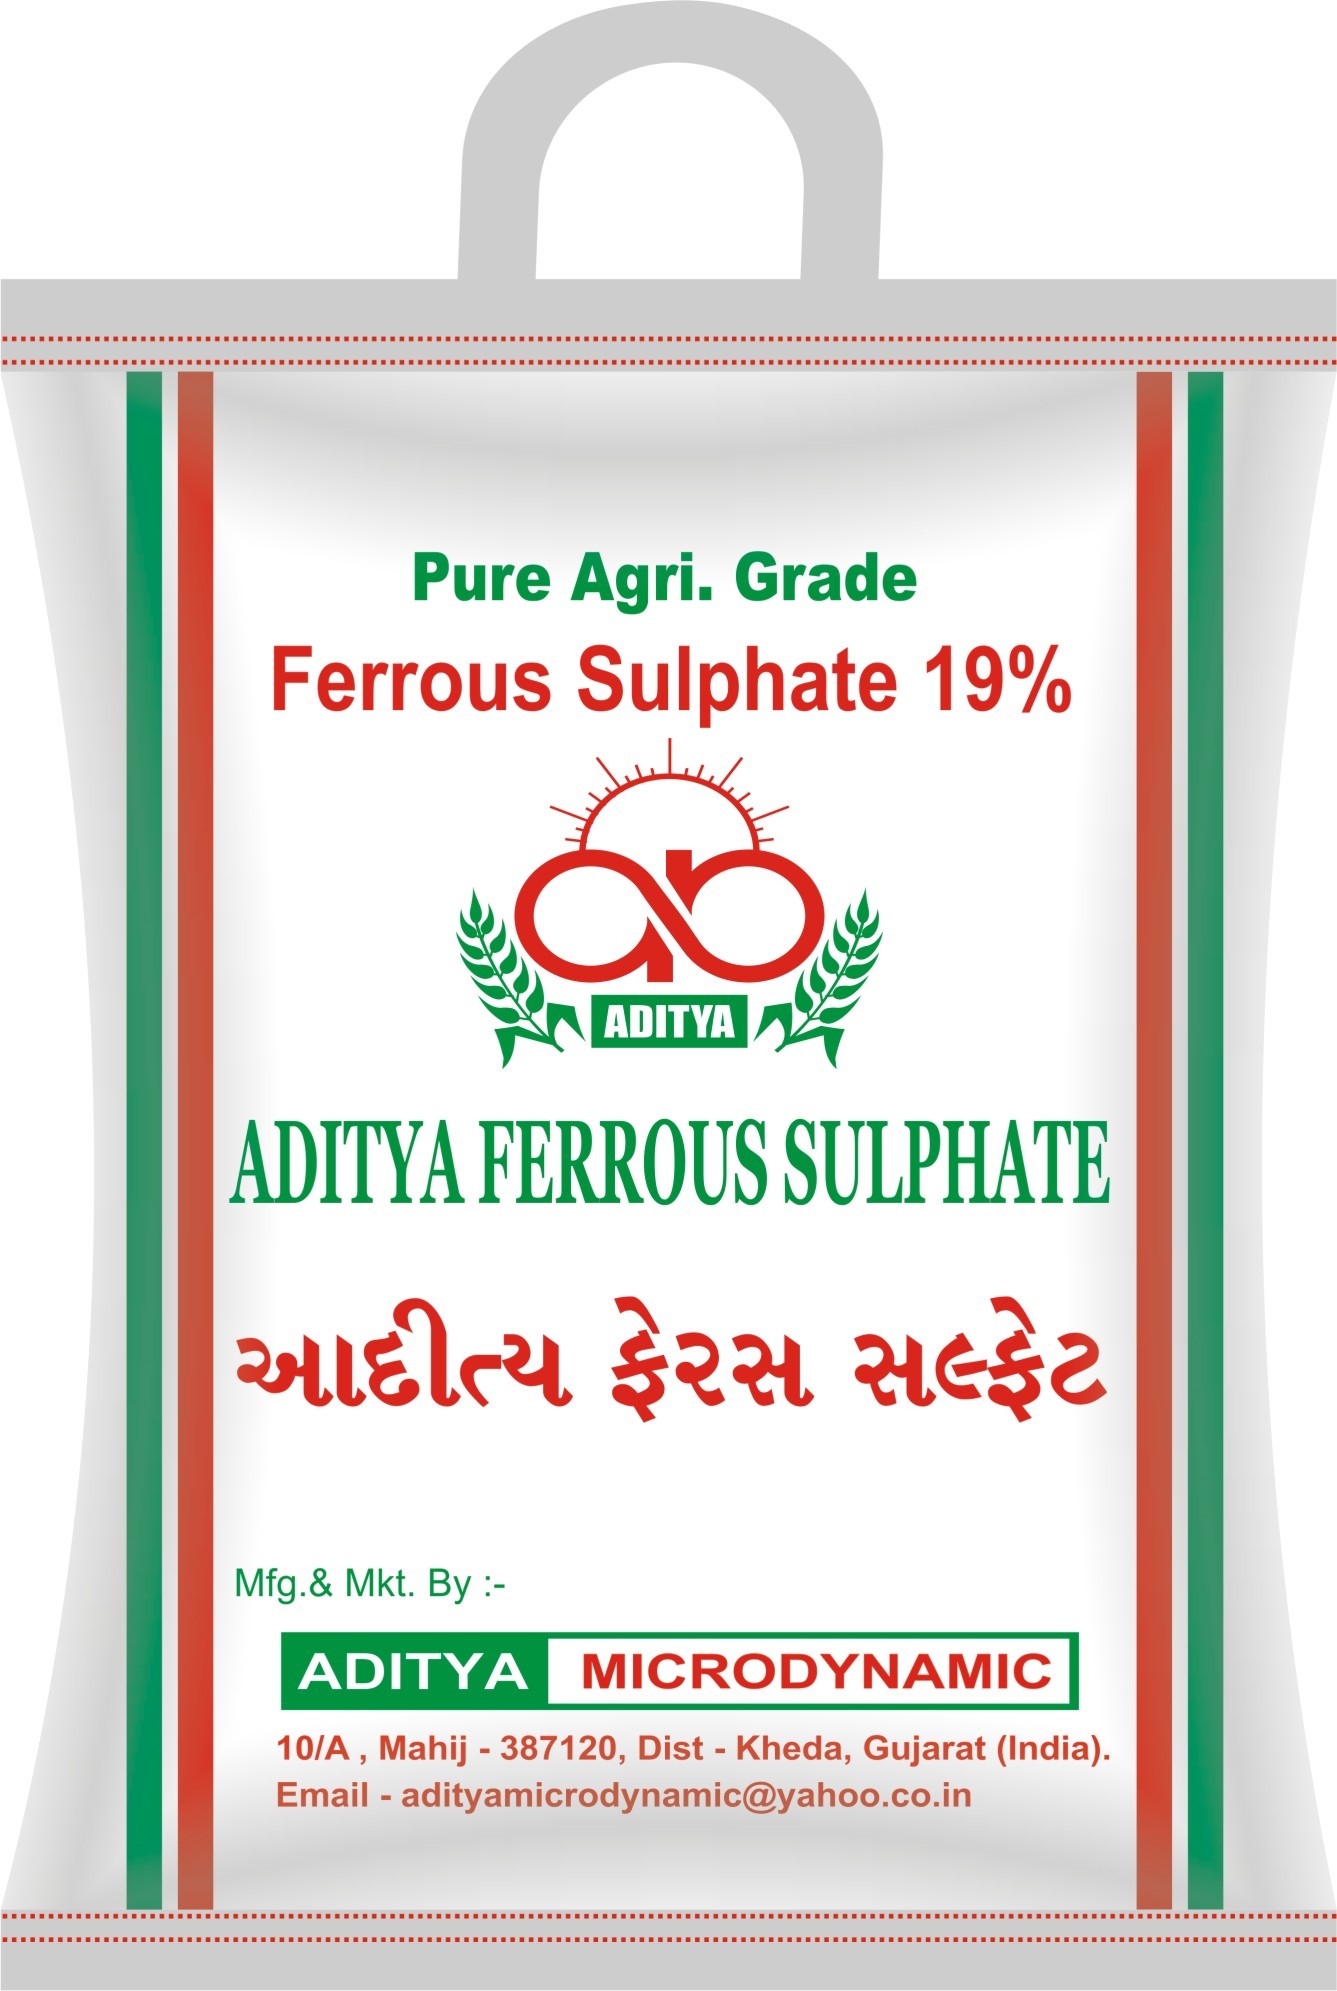 Pure Agri. Grade
Ferrous Sulphate 19%
ADITYA
ADITYA FERROUS SULPHATE
આદીત્ય ફેરસ સલ્ફેટ
Mfg.& Mkt. By :-
ADITYA MICRODYNAMIC
10/A , Mahij - 387120, Dist - Kheda, Gujarat (India).
Email - adityamicrodynamic@yahoo.co.in